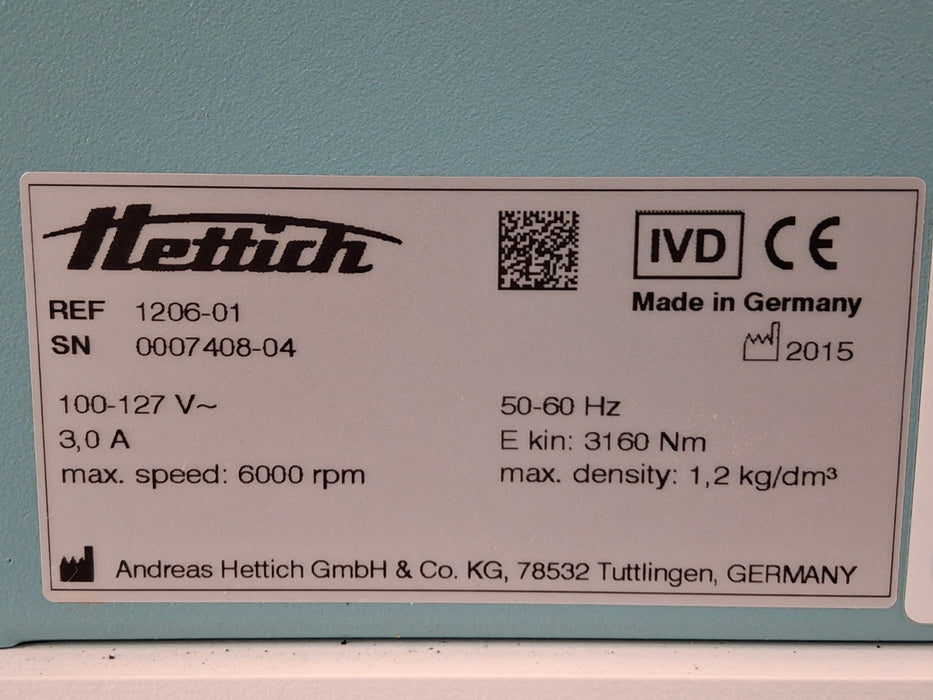 Hettich
IVD CE
Made in Germany
REF 1206-01
SN 0007408-04
2015
100-127 V~
50-60 Hz
3,0 A
E kin: 3160 Nm
max. speed: 6000 rpm
max. density: 1,2 kg/dm³
Andreas Hettich GmbH & Co. KG, 78532 Tuttlingen, GERMANY